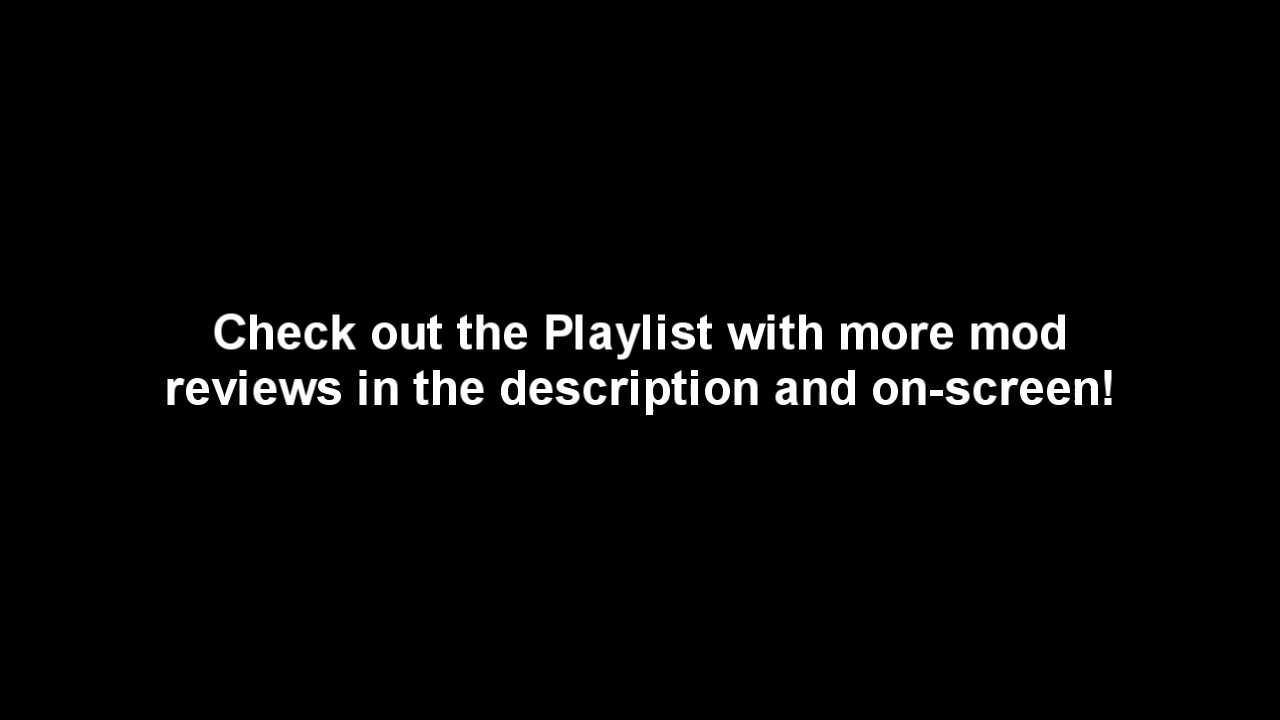 Check out the Playlist with more mod
reviews in the description and on-screen!